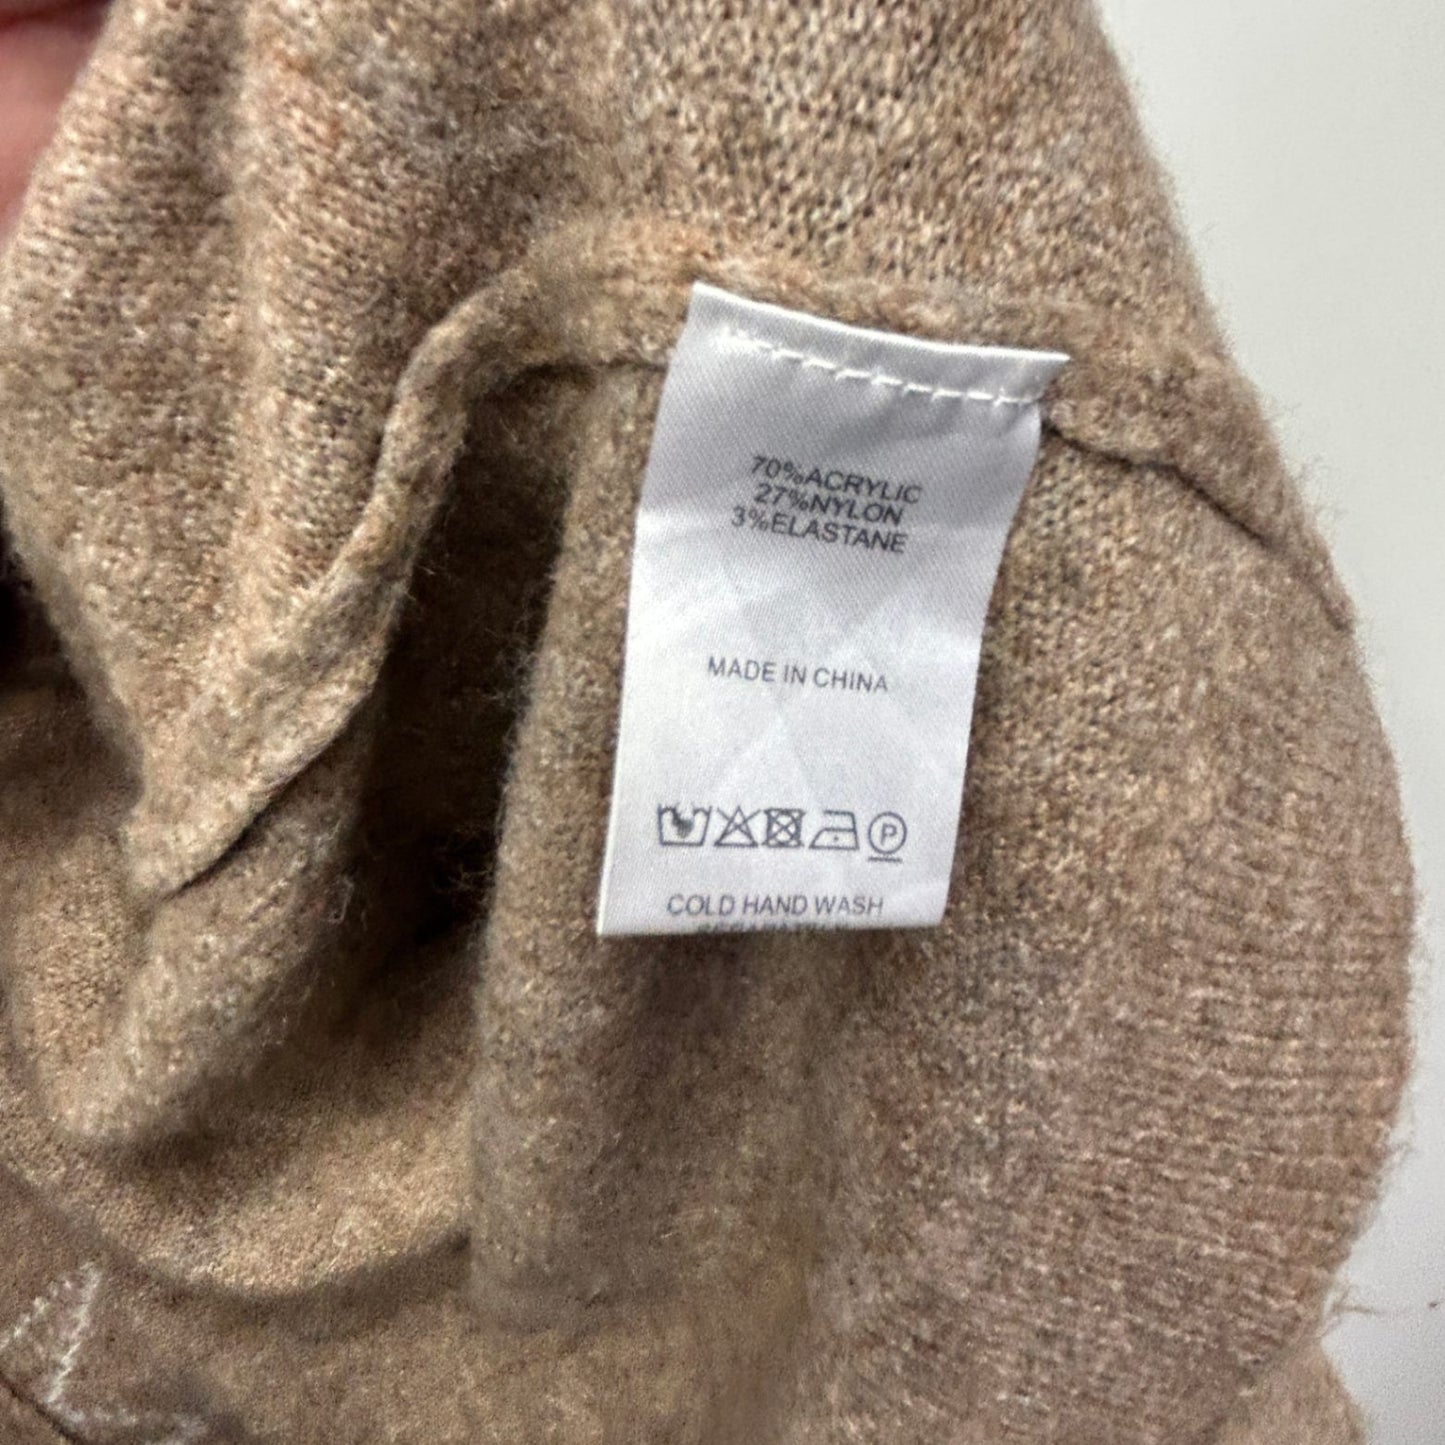 70%ACRYLIC
27%NYLON
3%ELASTANE
MADE IN CHINA
P
COLD HAND WASH